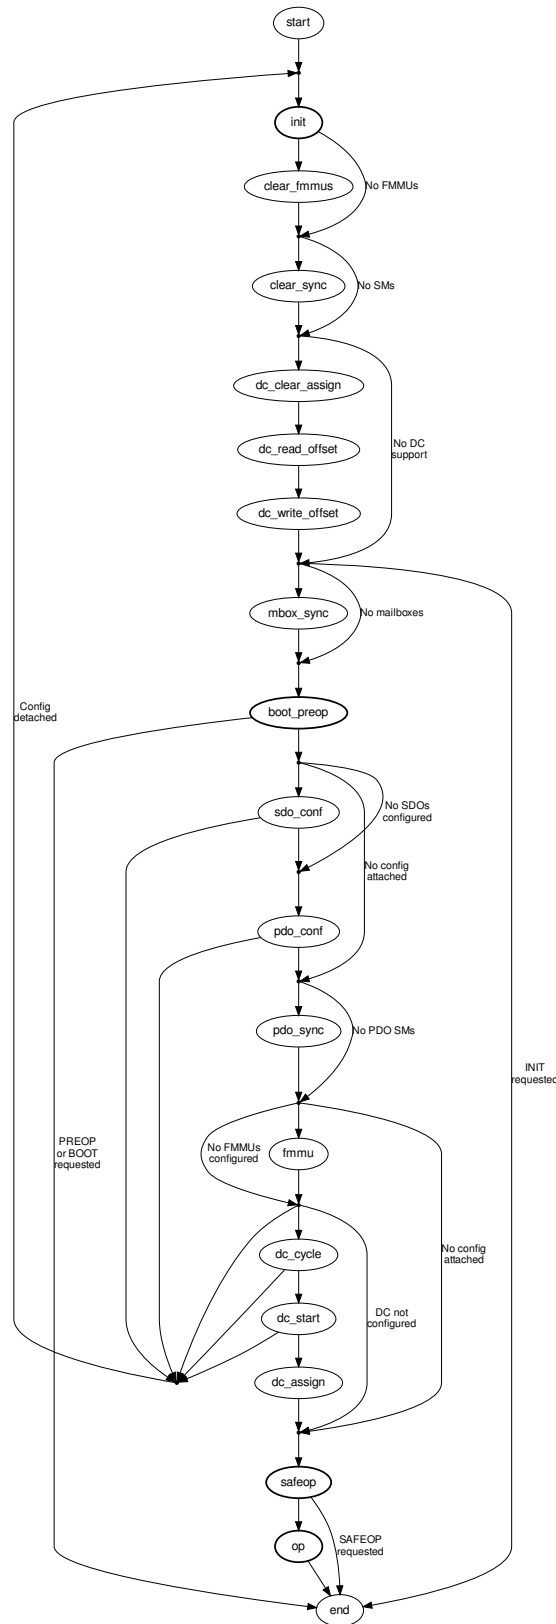 start
init
clear_fmmus
No FMMUs
clear_sync
No SMs
dc_clear_assign
dc_read_offset
No DC
support
dc_write_offset
mbox_sync
No mailboxes
Config
detached
boot_preop
sdo_conf
No SDOs
configured
No config
attached
pdo_conf
pdo_sync
No PDO SMs
INIT
requested
PREOP
or BOOT
requested
No FMMUs
configured
fmmu
dc_cycle
No config
attached
dc_start
DC not
configured
dc_assign
safeop
op
SAFEOP
requested
end